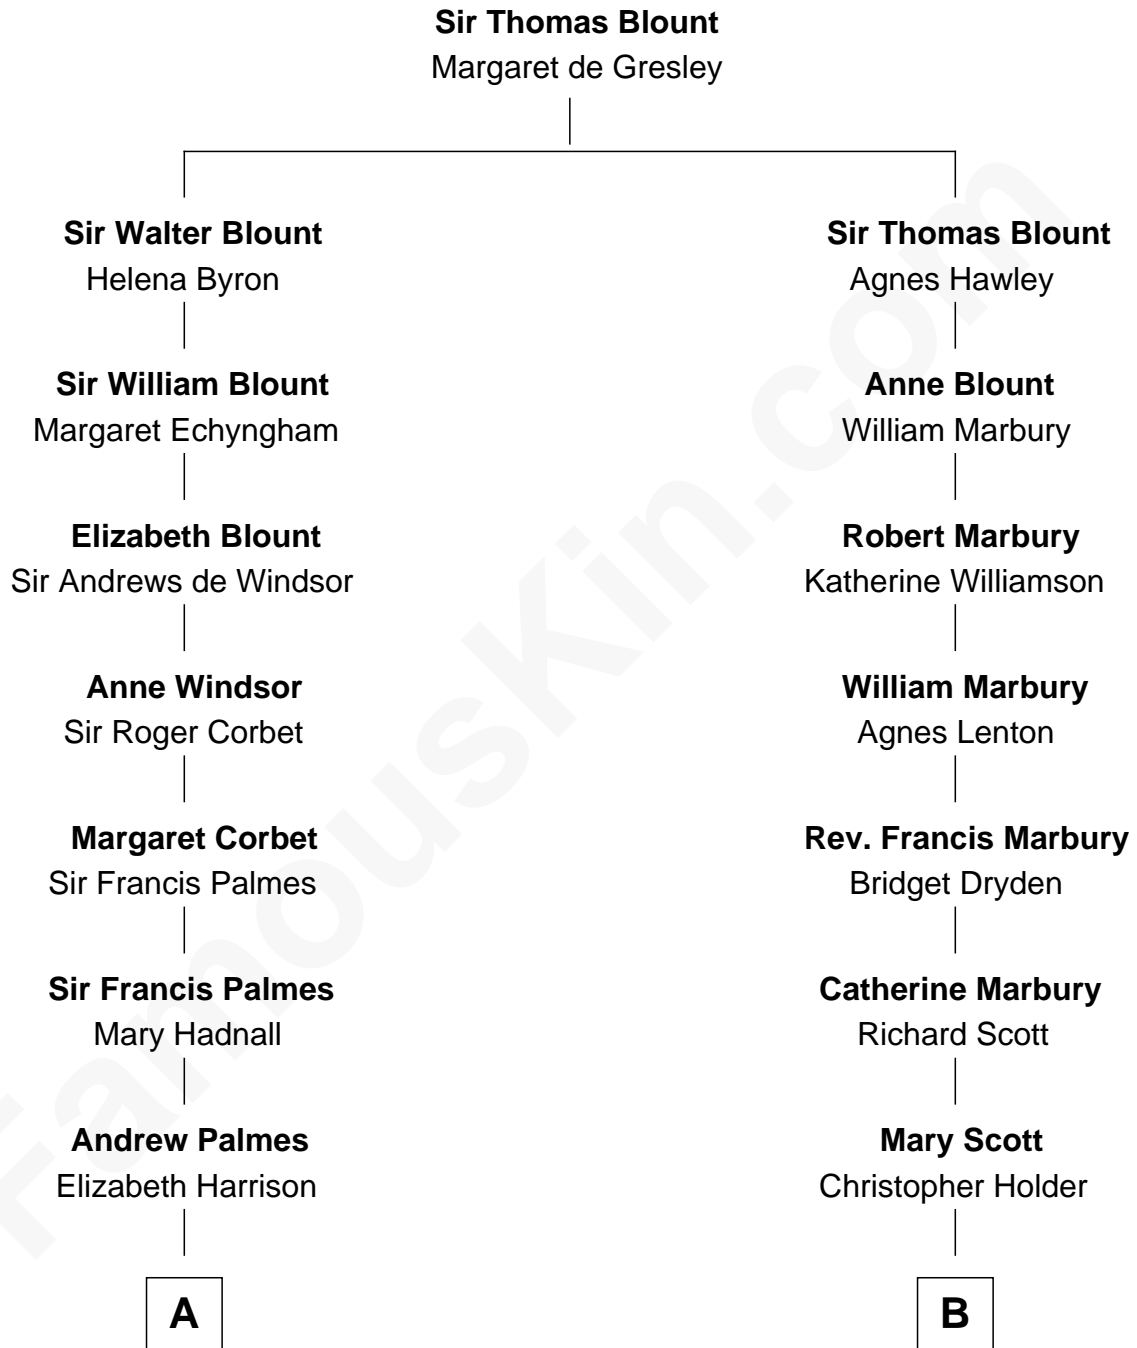 Sir Thomas Blount
Margaret de Gresley
Sir Walter Blount
Helena Byron
Sir William Blount
Margaret Echyngham
Elizabeth Blount
Sir Andrews de Windsor
Anne Windsor
Sir Roger Corbet
Margaret Corbet
Sir Francis Palmes
Sir Francis Palmes
Mary Hadnall
Andrew Palmes
Elizabeth Harrison
A
Sir Thomas Blount
Agnes Hawley
Anne Blount
William Marbury
Robert Marbury
Katherine Williamson
William Marbury
Agnes Lenton
Rev. Francis Marbury
Bridget Dryden
Catherine Marbury
Richard Scott
Mary Scott
Christopher Holder
B
FamousKin.com